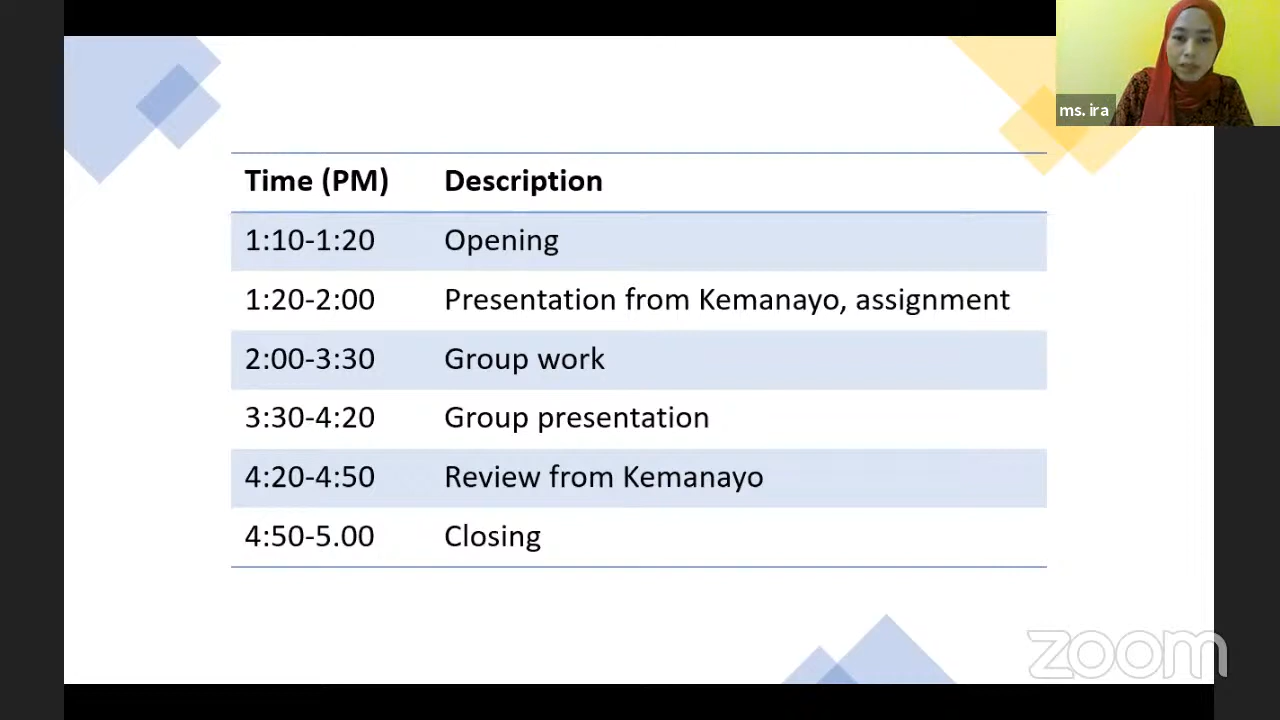 ms. ira
Time (PM) Description
1:10-1:20 Opening
1:20-2:00 Presentation from Kemanayo, assignment
2:00-3:30 Group work
3:30-4:20 Group presentation
4:20-4:50 Review from Kemanayo
4:50-5.00 Closing
zoom